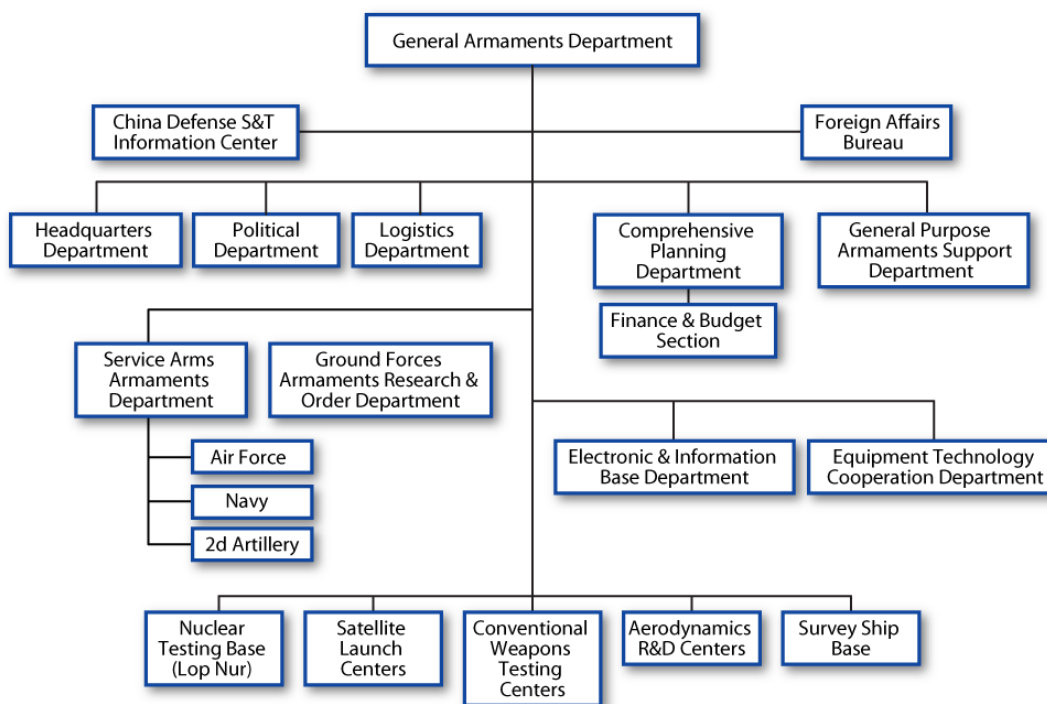 General Armaments Department
China Defense S&T
Information Center
Foreign Affairs
Bureau
Headquarters
Department
Political
Department
Logistics
Department
Comprehensive
Planning
Department
General Purpose
Armaments Support
Department
Finance & Budget
Section
Service Arms
Armaments
Department
Ground Forces
Armaments Research &
Order Department
Air Force
Navy
2d Artillery
Electronic & Information
Base Department
Equipment Technology
Cooperation Department
Nuclear
Testing Base
(Lop Nur)
Satellite
Launch
Centers
Conventional
Weapons
Testing
Centers
Aerodynamics
R&D Centers
Survey Ship
Base